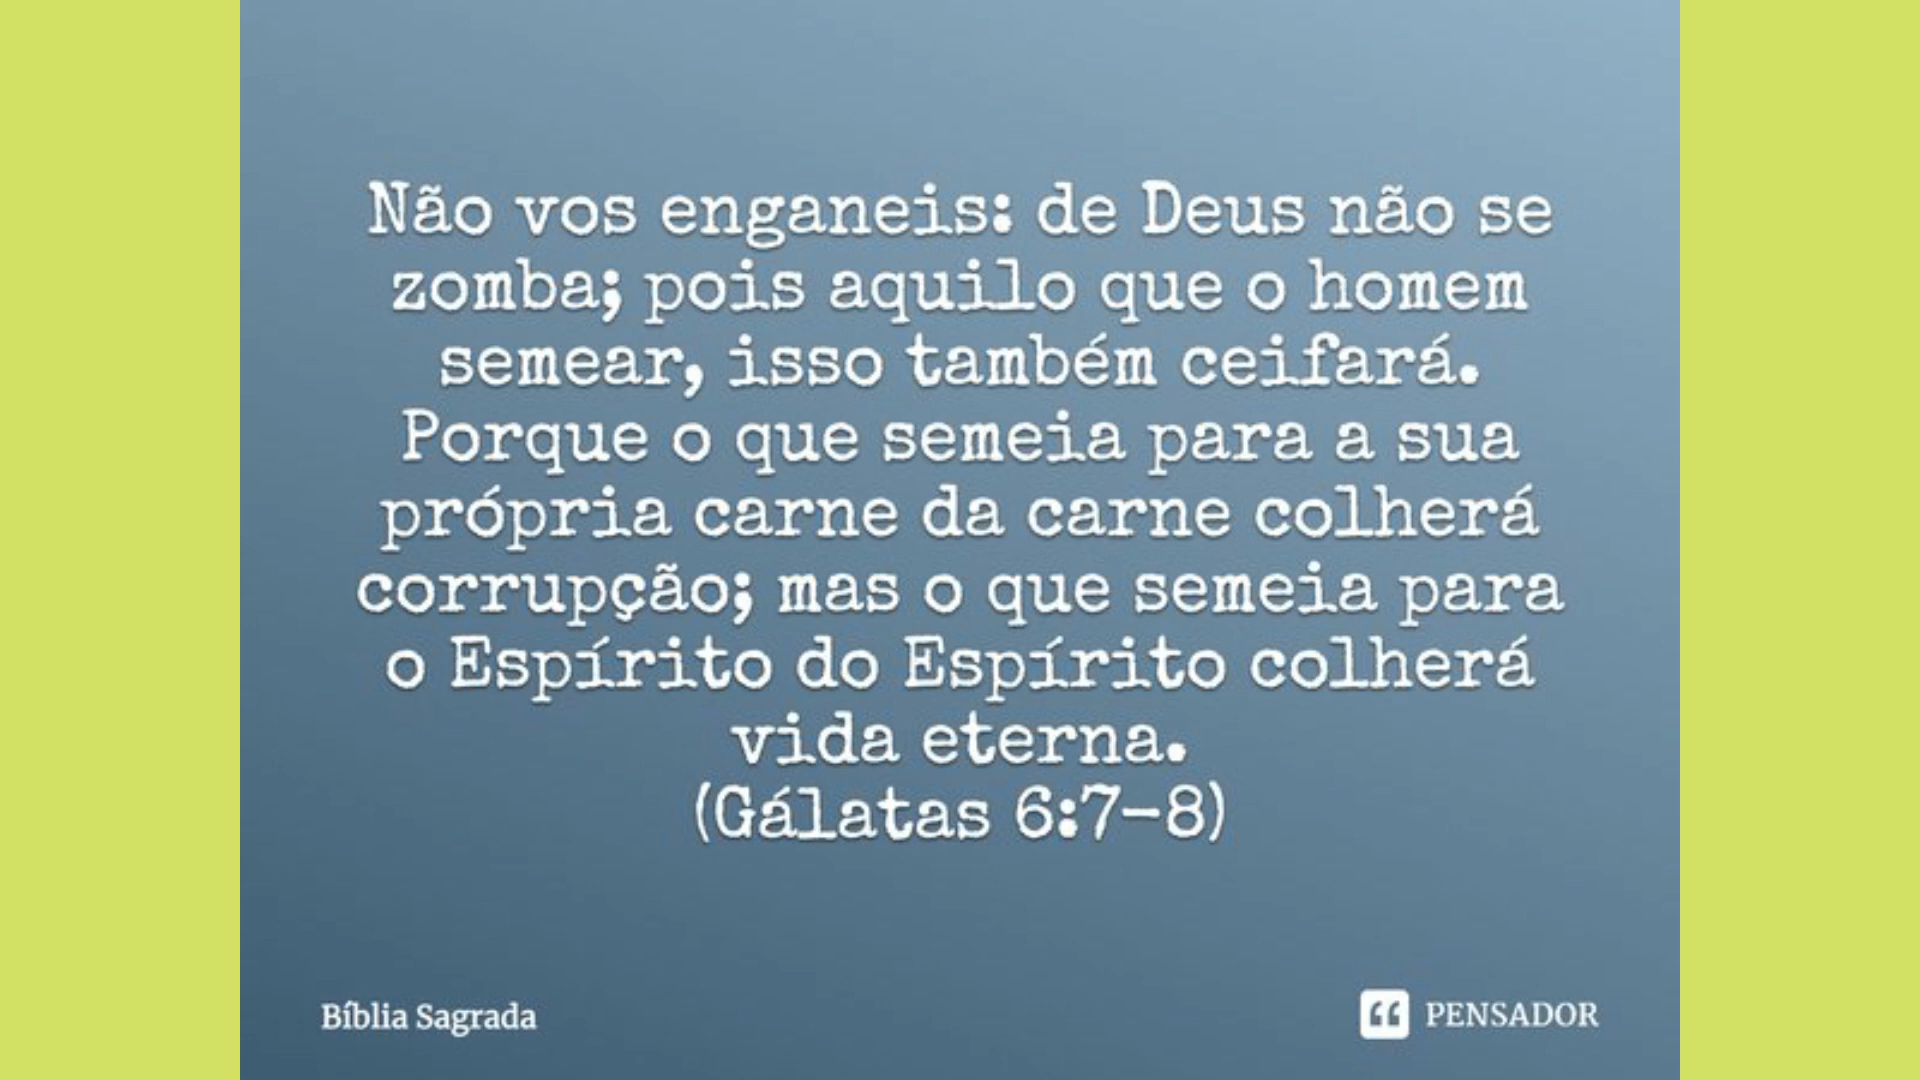 Não vos enganeis: de Deus não se
zomba; pois aquilo que o homem
semear, isso também ceifará.
Porque o que semeia para a sua
própria carne da carne colherá
corrupção; mas o que semeia para
o Espírito do Espírito colherá
vida eterna.
(Gálatas 6:7-8)
Bíblia Sagrada
PENSADOR